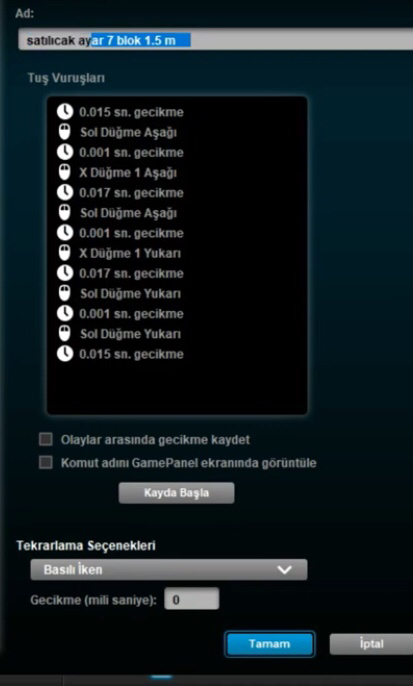 Ad:
satılıcak ayar 7 blok 1.5 m
Tuş Vuruşları
0.015 sn. gecikme
Sol Düğme Aşağı
0.001 sn. gecikme
X Düğme 1 Aşağı
0.017 sn. gecikme
Sol Düğme Aşağı
0.001 sn. gecikme
X Düğme 1 Yukarı
0.017 sn. gecikme
Sol Düğme Yukarı
0.001 sn. gecikme
Sol Düğme Yukarı
0.015 sn. gecikme
Olaylar arasında gecikme kaydet
Komut adını GamePanel ekranında görüntüle
Kayda Başla
Tekrarlama Seçenekleri
Basılı İken
Gecikme (mili saniye): 0
Tamam İptal